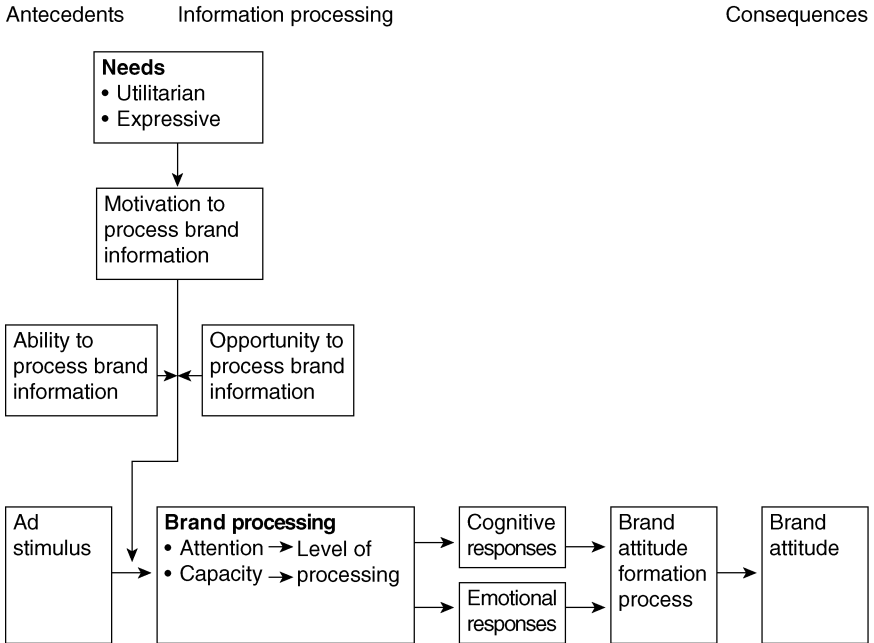 Antecedents
Information processing
Consequences
Needs
• Utilitarian
• Expressive
Motivation to
process brand
information
Ability to
process brand
information
Opportunity to
process brand
information
Ad
stimulus
Brand processing
• Attention → Level of
• Capacity → processing
Cognitive
responses
Emotional
responses
Brand
attitude
formation
process
Brand
attitude